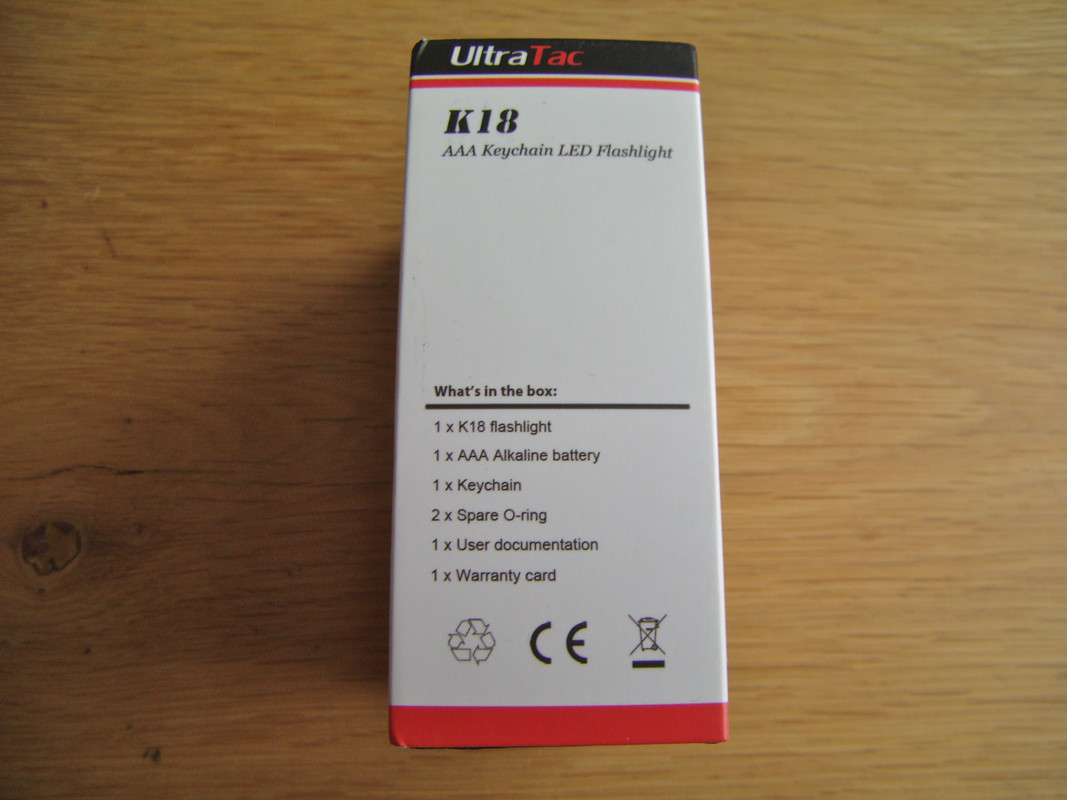 UltraTac
K18
AAA Keychain LED Flashlight
What's in the box:
1 x K18 flashlight
1 x AAA Alkaline battery
1 x Keychain
2 x Spare O-ring
1 x User documentation
1 x Warranty card
CE